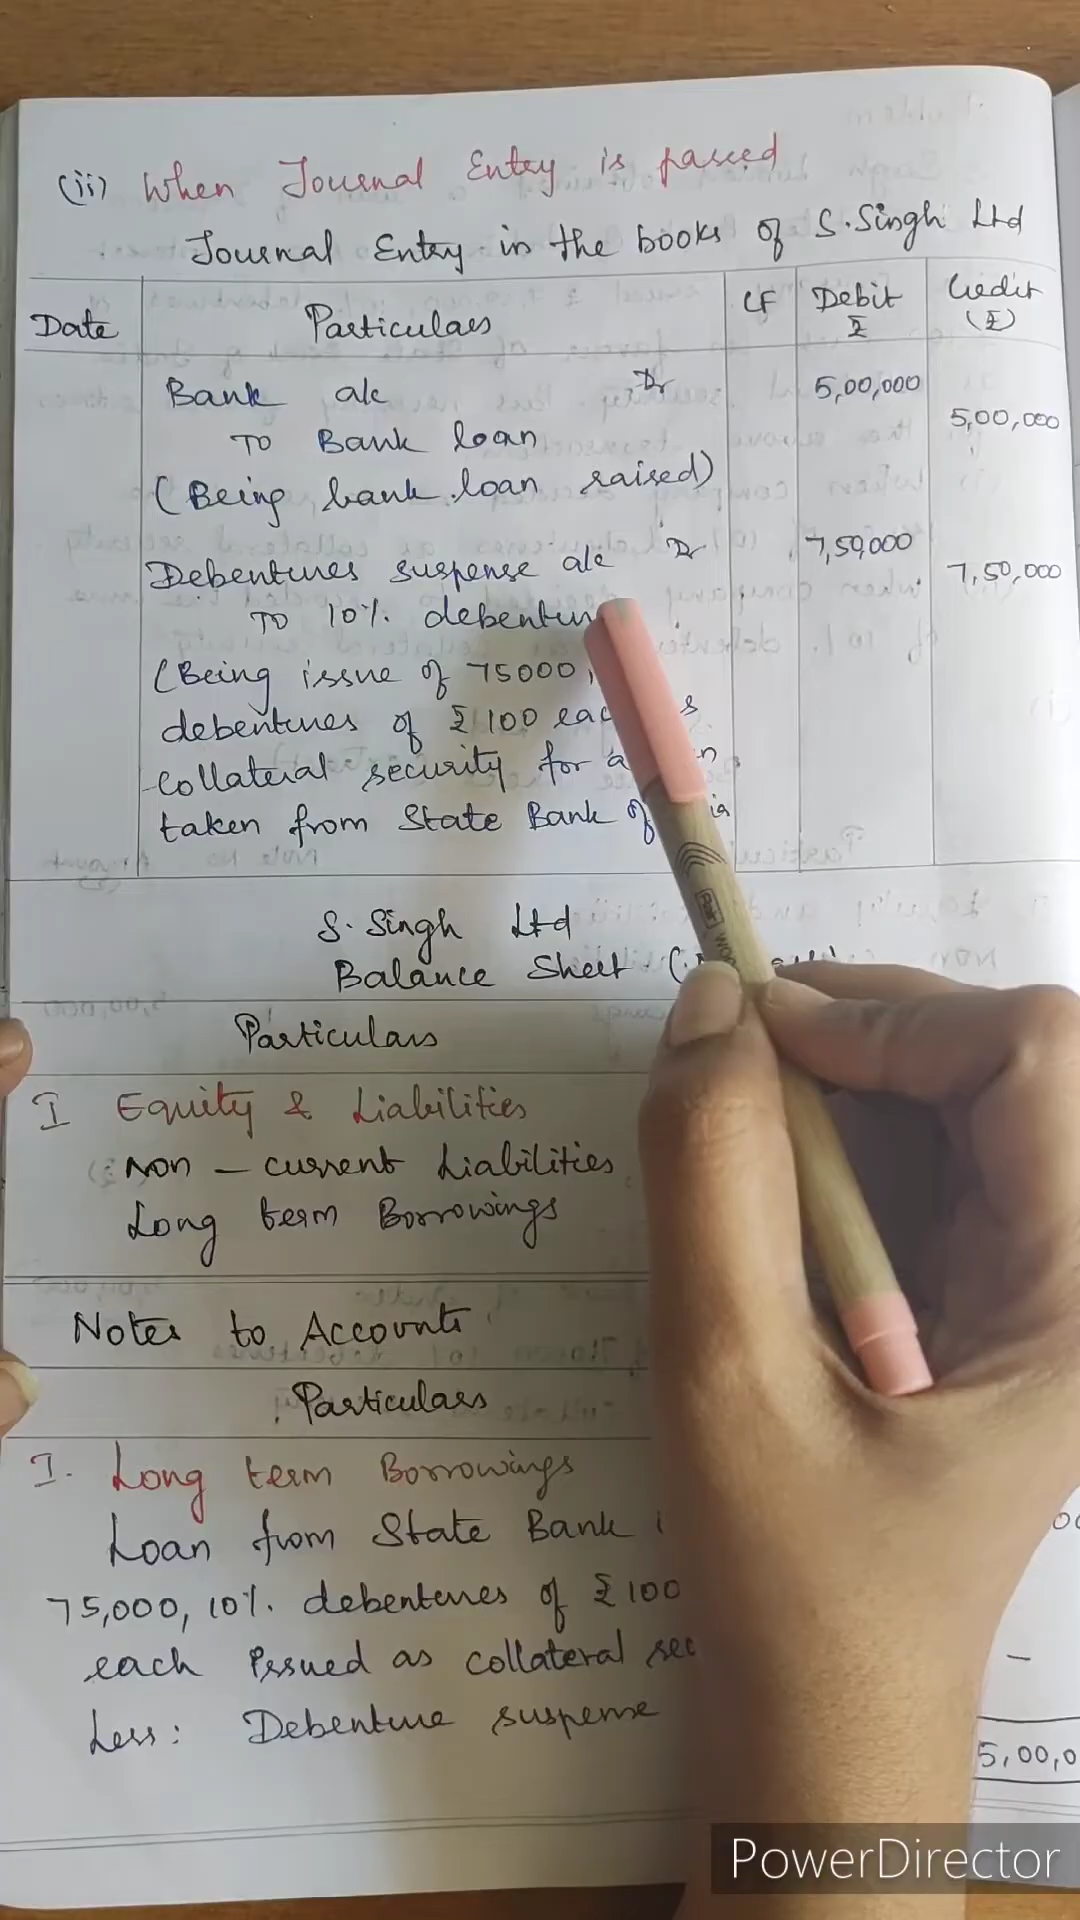 (ii) When Journal Entry is passed
Journal Entry in the books of S. Singh Ltd
Date Particulars LF Debit ₹ Credit (₹)
Bank a/c Dr 5,00,000
To Bank loan 5,00,000
(Being bank loan raised)
Debentures suspense a/c Dr 7,50,000
To 10% debentu 7,50,000
(Being issue of 75000,
debentures of ₹100 eac s
collateral security for a n
taken from State Bank of ia
S. Singh Ltd
Balance Sheet
Particulars
I Equity & Liabilities
Non - current Liabilities
Long term Borrowings
Notes to Accounts
Particulars
I. Long term Borrowings
Loan from State Bank
75,000, 10% debentures of ₹100
each issued as collateral sec
Less: Debenture suspense
5,00,0
PowerDirector